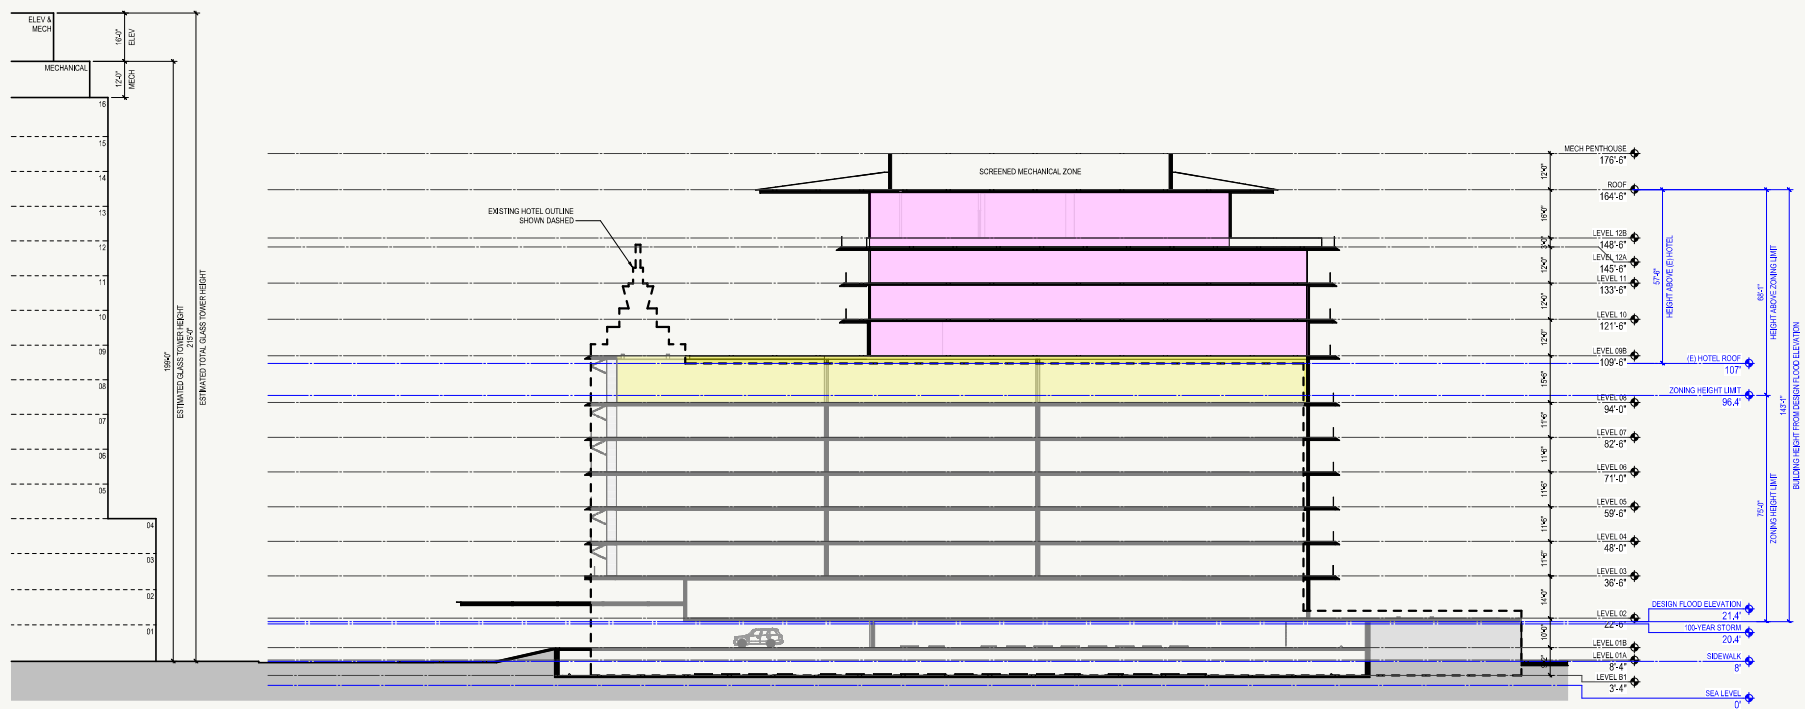 ELEV &
MECH
16'-0"
ELEV
MECHANICAL
12'-0"
MECH
16
15
14
13
12
11
10
09
08
07
06
05
04
03
02
01
199'-0"
ESTIMATED GLASS TOWER HEIGHT
215'-0"
ESTIMATED TOTAL GLASS TOWER HEIGHT
EXISTING HOTEL OUTLINE
SHOWN DASHED
SCREENED MECHANICAL ZONE
12'-0"
16'-0"
3'-0"
12'-0"
12'-0"
12'-0"
15'-6"
11'-6"
11'-6"
11'-6"
11'-6"
11'-6"
14'-0"
10'-0"
MECH PENTHOUSE
176'-6"
ROOF
164'-6"
LEVEL 12B
148'-6"
LEVEL 12A
145'-6"
LEVEL 11
133'-6"
LEVEL 10
121'-6"
LEVEL 09B
109'-6"
LEVEL 08
94'-0"
LEVEL 07
82'-6"
LEVEL 06
71'-0"
LEVEL 05
59'-6"
LEVEL 04
48'-0"
LEVEL 03
36'-6"
LEVEL 02
22'-6"
LEVEL 01B
LEVEL 01A
8'-4"
LEVEL B1
3'-4"
57'-6"
HEIGHT ABOVE (E) HOTEL
(E) HOTEL ROOF
107'
ZONING HEIGHT LIMIT
96.4'
DESIGN FLOOD ELEVATION
21.4'
100-YEAR STORM
20.4'
SIDEWALK
8'
SEA LEVEL
0'
68'-1"
HEIGHT ABOVE ZONING LIMIT
75'-0"
ZONING HEIGHT LIMIT
143'-1"
BUILDING HEIGHT FROM DESIGN FLOOD ELEVATION